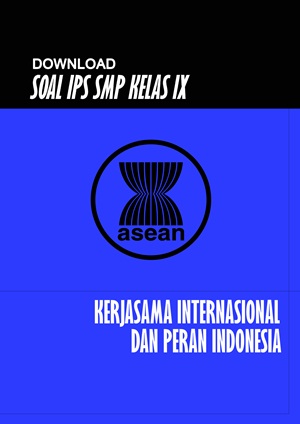 DOWNLOAD
SOAL IPS SMP KELAS IX
asean
KERJASAMA INTERNASIONAL
DAN PERAN INDONESIA